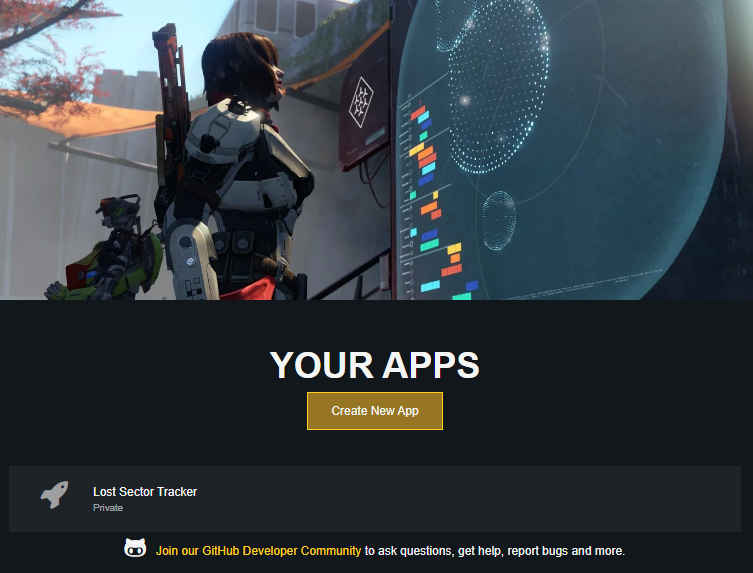 YOUR APPS
Create New App
Lost Sector Tracker
Private
Join our GitHub Developer Community to ask questions, get help, report bugs and more.